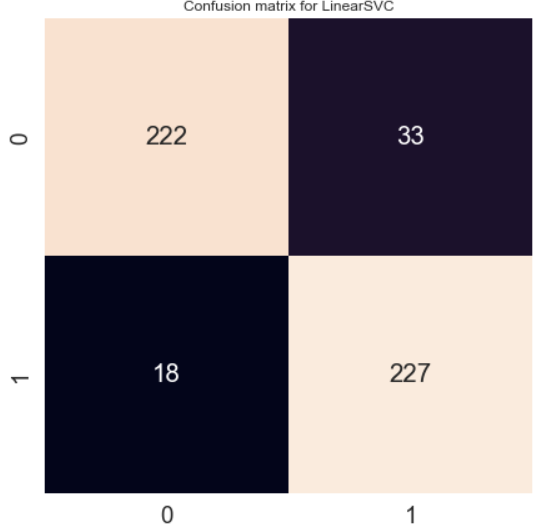 Confusion matrix for LinearSVC
0 222 33
1 18 227
0 1